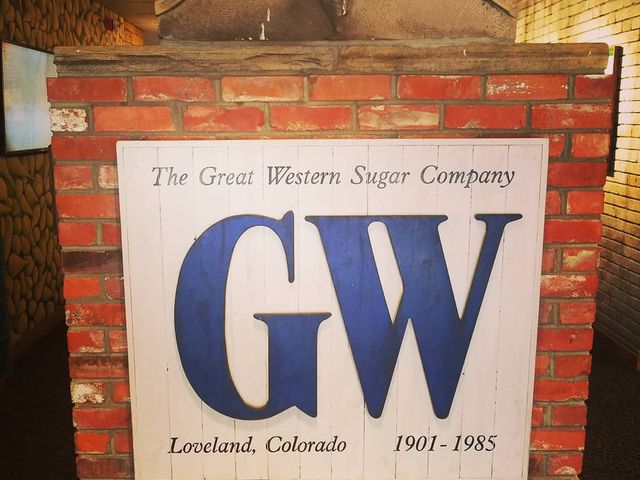 The Great Western Sugar Company
GW
Loveland, Colorado 1901-1985